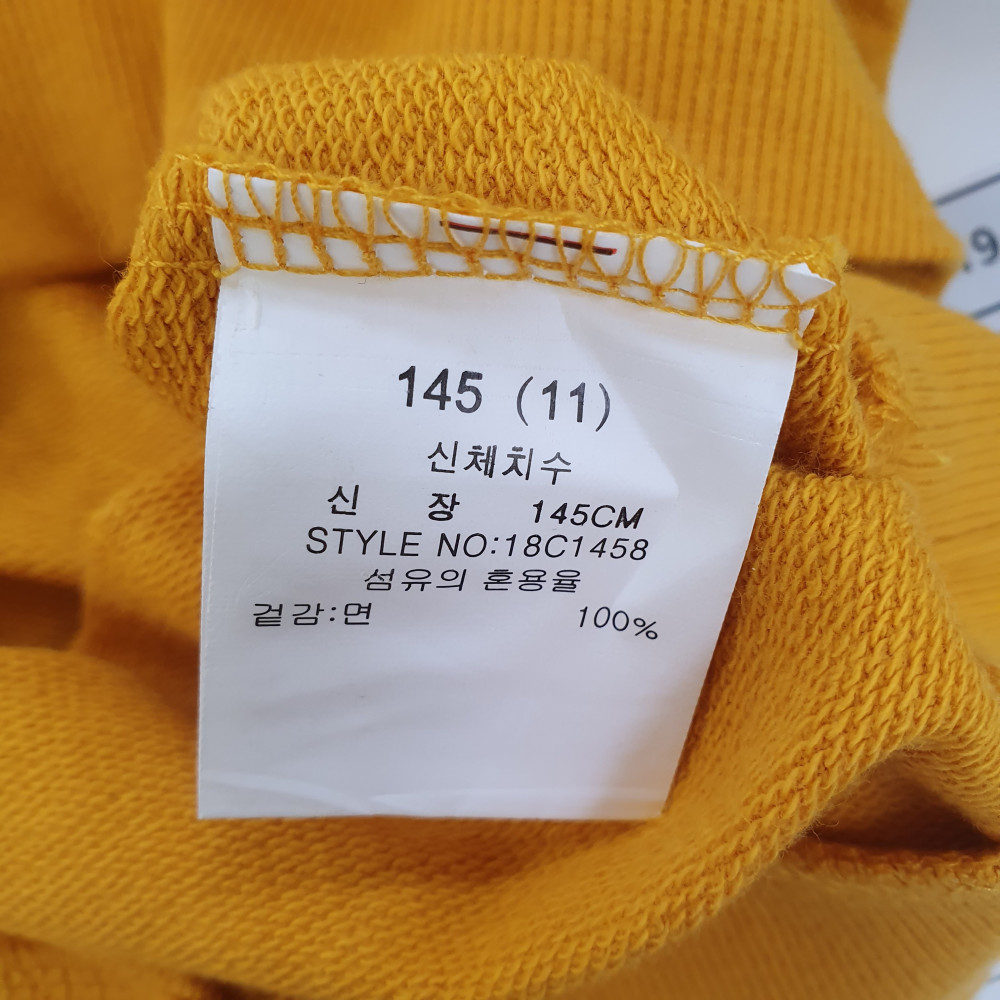 145 (11)
신체치수
신 장 145CM
STYLE NO:18C1458
섬유의 혼용율
겉감:면 100%
.9